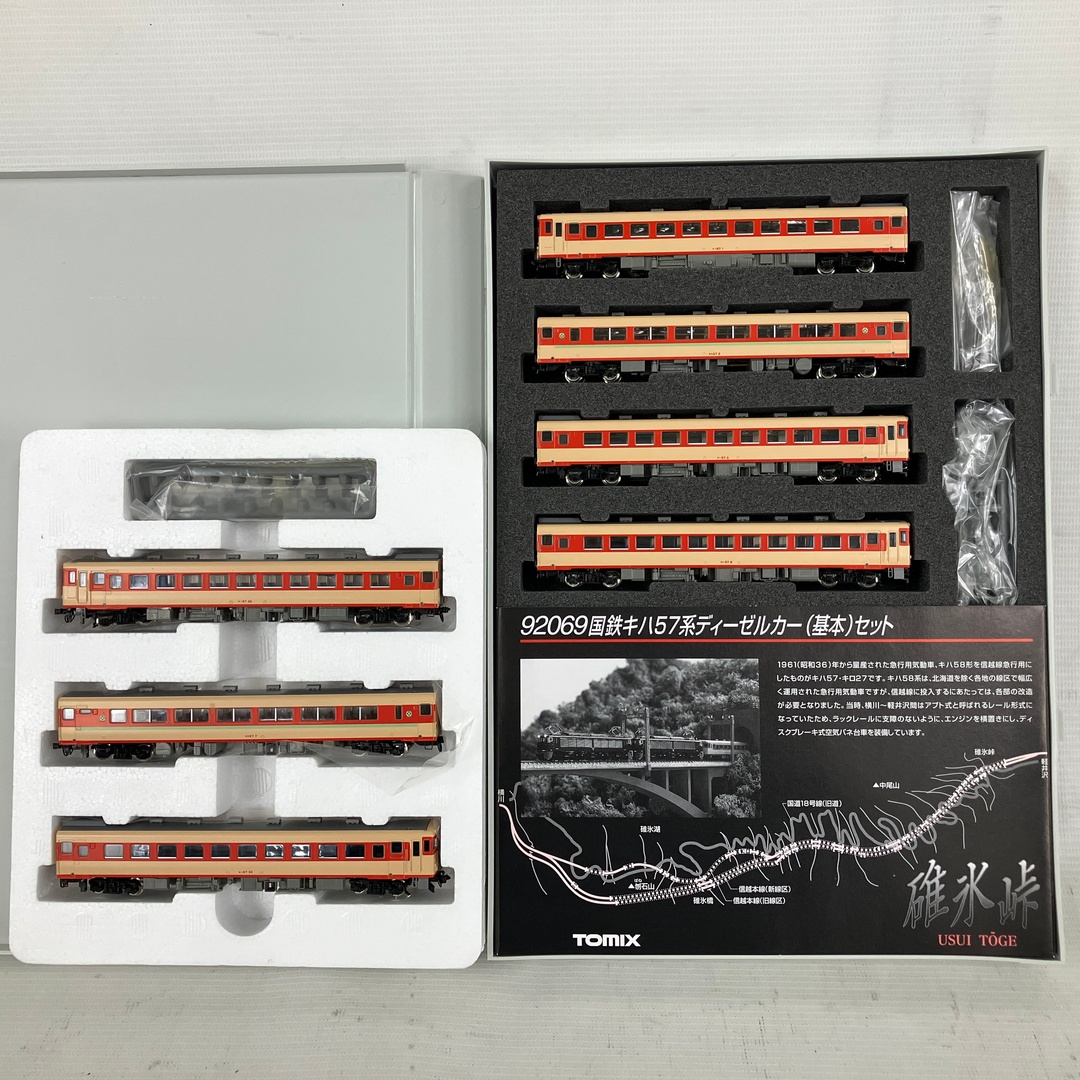 92069国鉄キハ57系ディーゼルカー(基本)セット
1961(昭和36)年から量産された急行用気動車、キハ58形を信越線急行用に
したものがキハ57・キロ27です。キハ58系は、北海道を除く各地の線区で幅広
く運用された急行用気動車ですが、信越線に投入するにあたっては、各部の改造
が必要となりました。当時、横川〜軽井沢間はアプト式と呼ばれるレール形式に
なっていたため、ラックレールに支障のないように、エンジンを横置きにし、ディ
スクブレーキ式空気バネ台車を装備しています。
碓氷峠
軽井沢
▲中尾山
横川
国道18号線(旧道)
碓氷湖
はね
▲刎石山
碓氷橋
信越本線(新線区)
信越本線(旧線区)
碓氷峠
USUI TŌGE
TOMIX